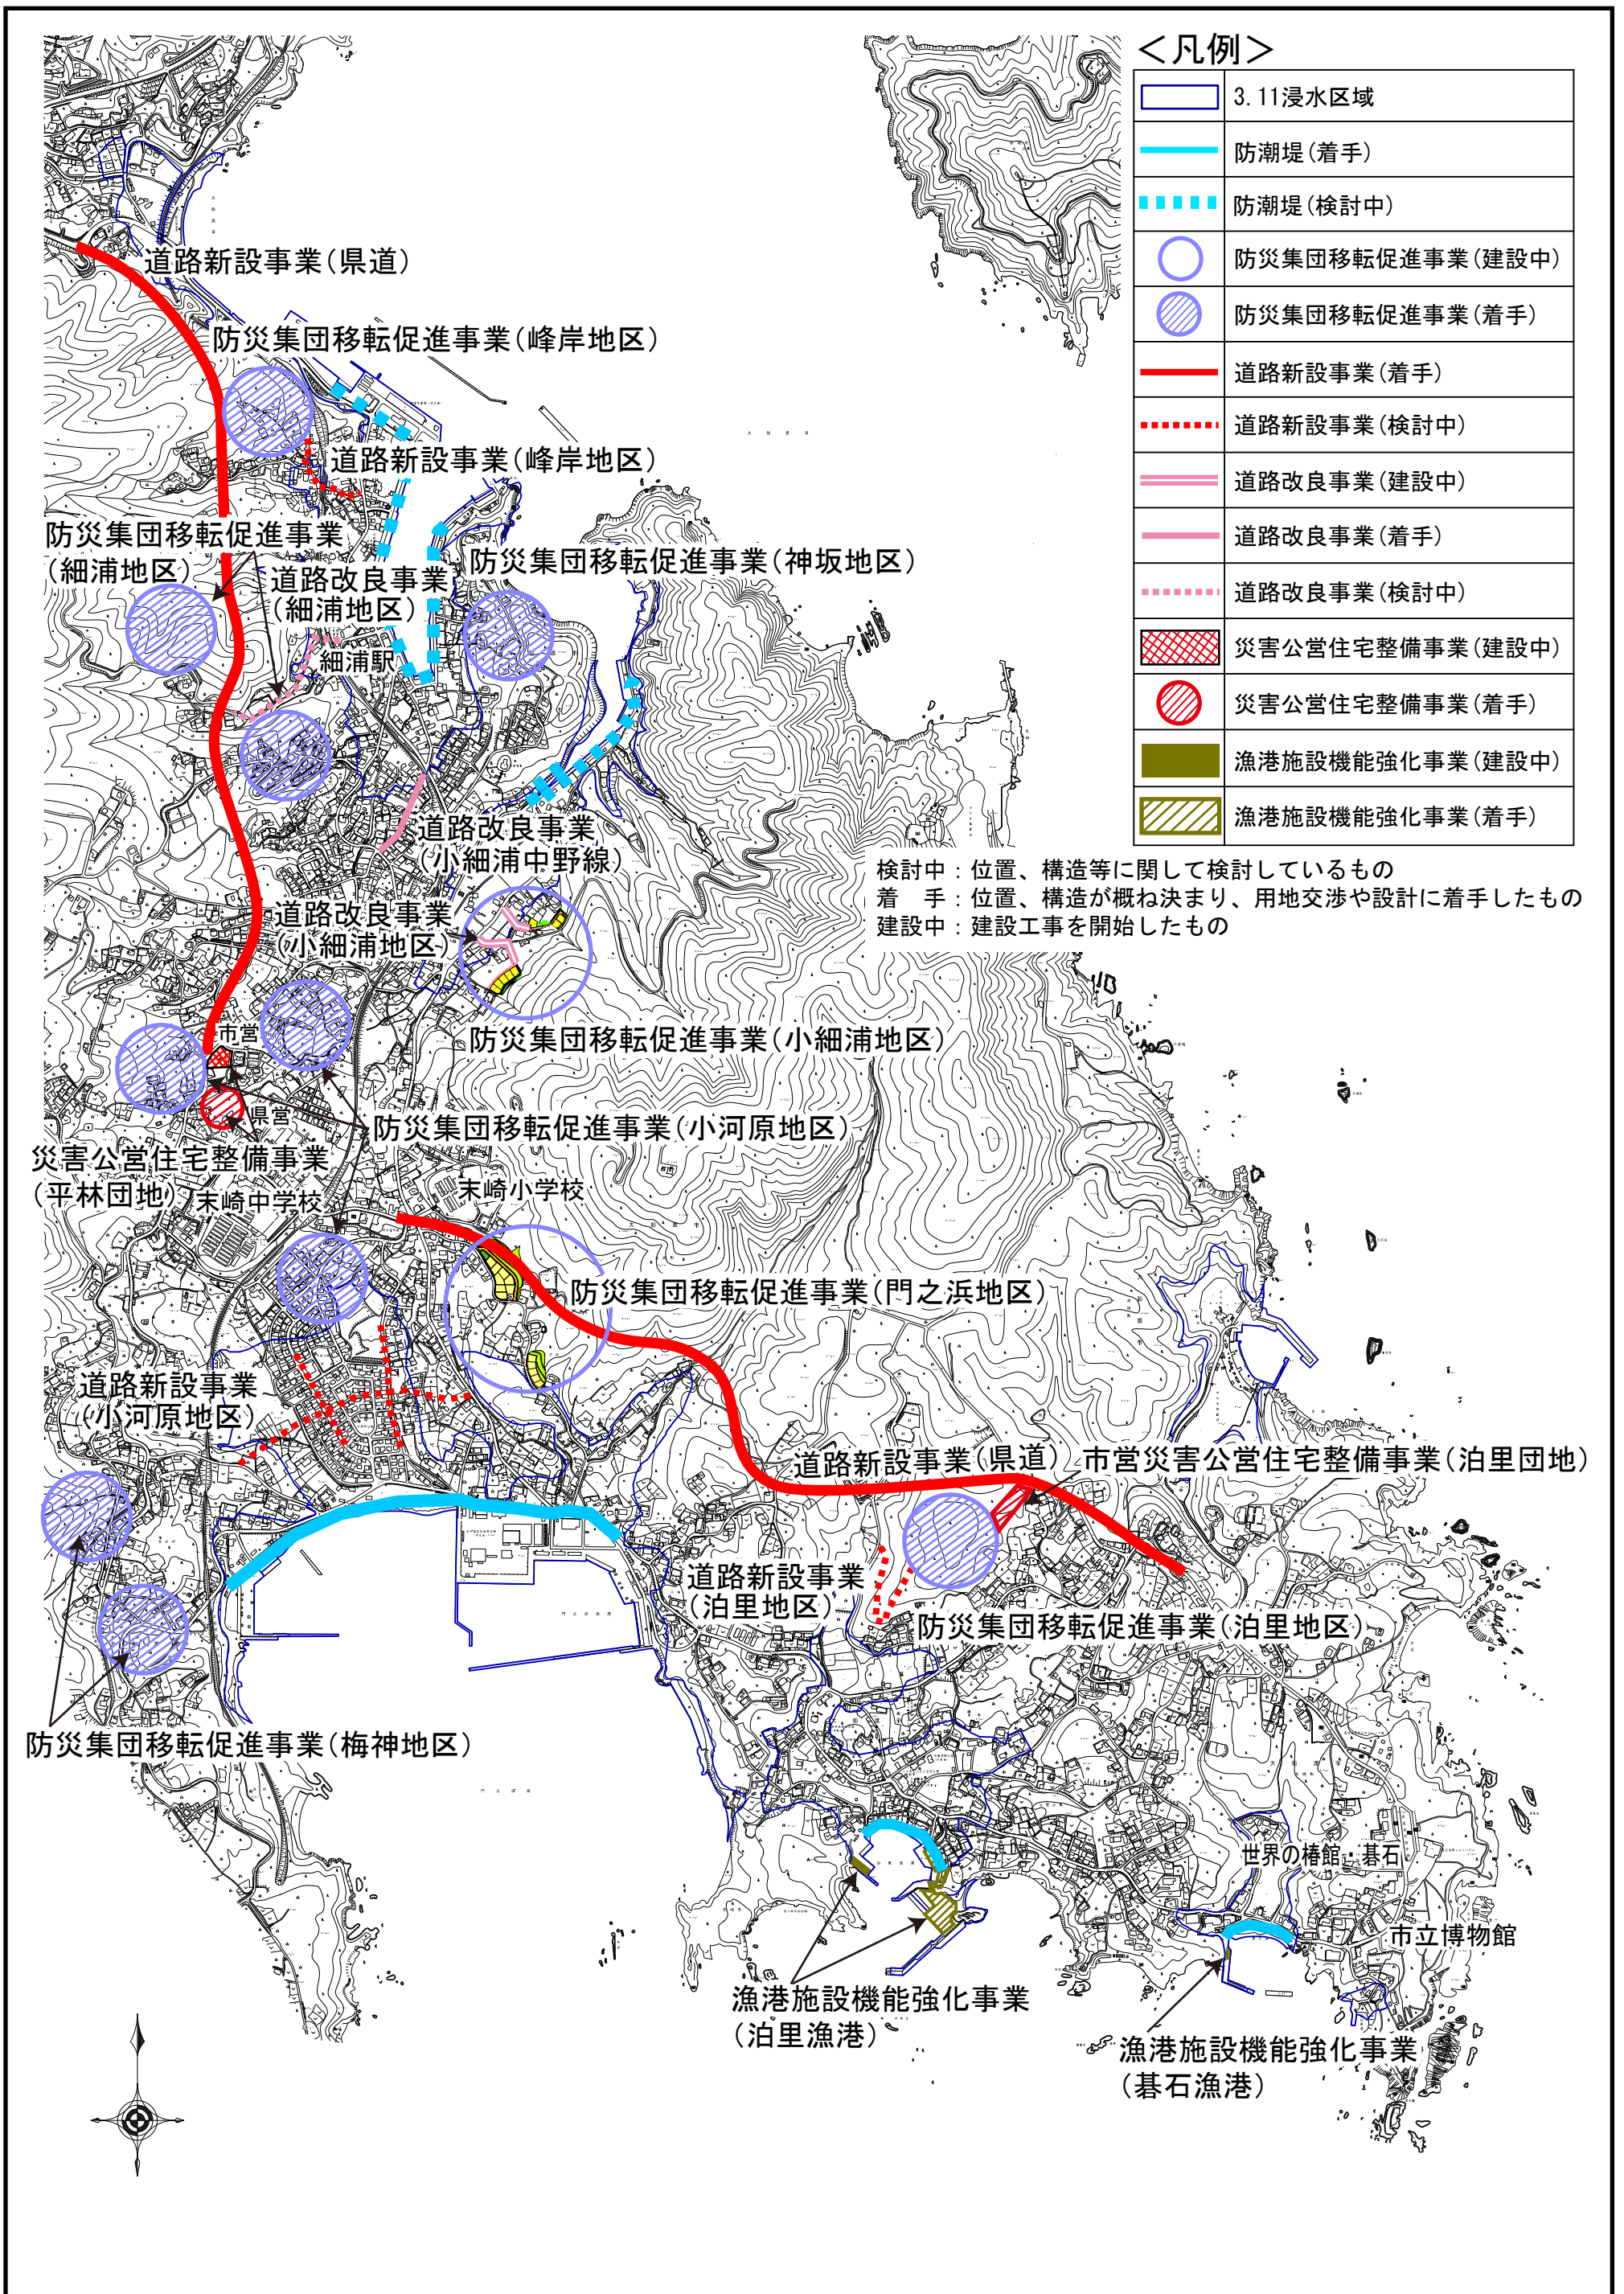 ＜凡例＞
3.11浸水区域
防潮堤(着手)
防潮堤(検討中)
防災集団移転促進事業(建設中)
防災集団移転促進事業(着手)
道路新設事業(着手)
道路新設事業(検討中)
道路改良事業(建設中)
道路改良事業(着手)
道路改良事業(検討中)
災害公営住宅整備事業(建設中)
災害公営住宅整備事業(着手)
漁港施設機能強化事業(建設中)
漁港施設機能強化事業(着手)
検討中：位置、構造等に関して検討しているもの
着　手：位置、構造が概ね決まり、用地交渉や設計に着手したもの
建設中：建設工事を開始したもの
道路新設事業(県道)
防災集団移転促進事業(峰岸地区)
道路新設事業(峰岸地区)
防災集団移転促進事業
(細浦地区)
道路改良事業
(細浦地区)
防災集団移転促進事業(神坂地区)
細浦駅
道路改良事業
(小細浦中野線)
道路改良事業
(小細浦地区)
防災集団移転促進事業(小細浦地区)
市営
県営
防災集団移転促進事業(小河原地区)
災害公営住宅整備事業
(平林団地)
末崎中学校
末崎小学校
防災集団移転促進事業(門之浜地区)
道路新設事業
(小河原地区)
道路新設事業(県道)
市営災害公営住宅整備事業(泊里団地)
道路新設事業
(泊里地区)
防災集団移転促進事業(泊里地区)
防災集団移転促進事業(梅神地区)
世界の椿館・碁石
市立博物館
漁港施設機能強化事業
(泊里漁港)
漁港施設機能強化事業
(碁石漁港)